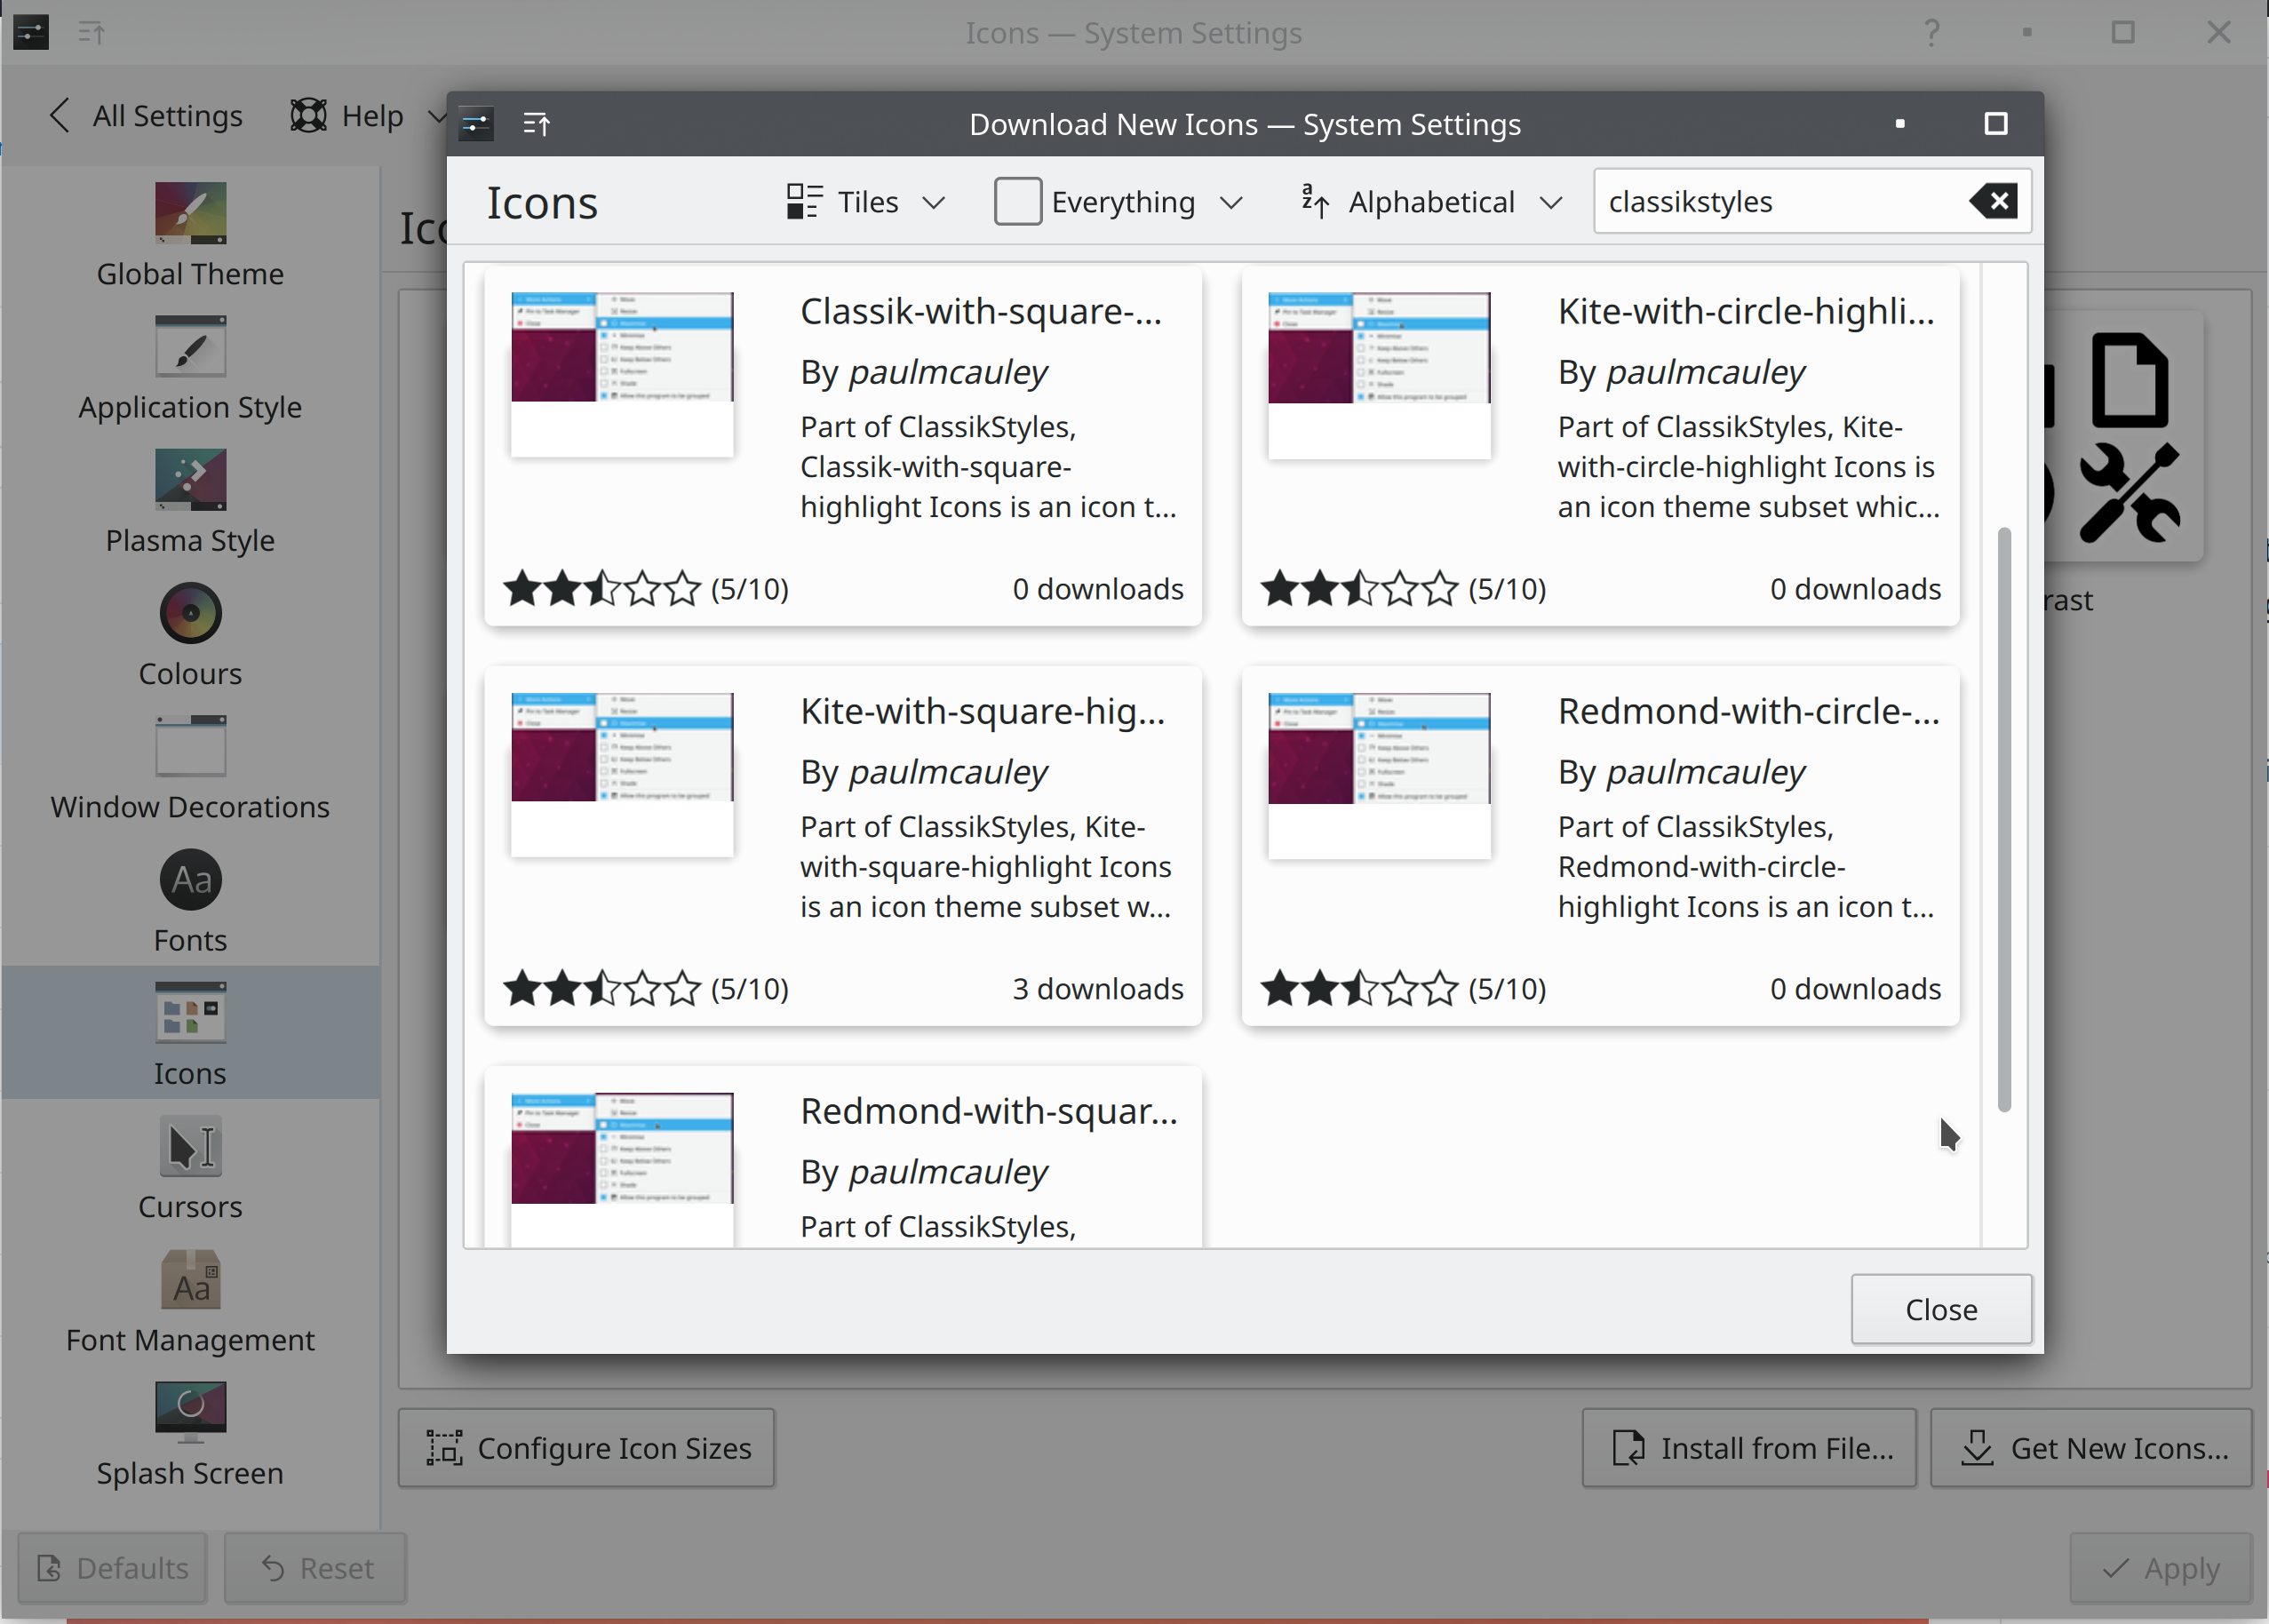 Icons — System Settings
All Settings
Help
Global Theme
Application Style
Plasma Style
Colours
Window Decorations
Fonts
Icons
Cursors
Font Management
Splash Screen
Defaults
Reset
Ico
rast
Configure Icon Sizes
Install from File...
Get New Icons...
Apply
Download New Icons — System Settings
Icons
Tiles
Everything
Alphabetical
classikstyles
Classik-with-square-...
By paulmcauley
Part of ClassikStyles,
Classik-with-square-
highlight Icons is an icon t...
(5/10)
0 downloads
Kite-with-circle-highli...
By paulmcauley
Part of ClassikStyles, Kite-
with-circle-highlight Icons is
an icon theme subset whic...
(5/10)
0 downloads
Kite-with-square-hig...
By paulmcauley
Part of ClassikStyles, Kite-
with-square-highlight Icons
is an icon theme subset w...
(5/10)
3 downloads
Redmond-with-circle-...
By paulmcauley
Part of ClassikStyles,
Redmond-with-circle-
highlight Icons is an icon t...
(5/10)
0 downloads
Redmond-with-squar...
By paulmcauley
Part of ClassikStyles,
Close